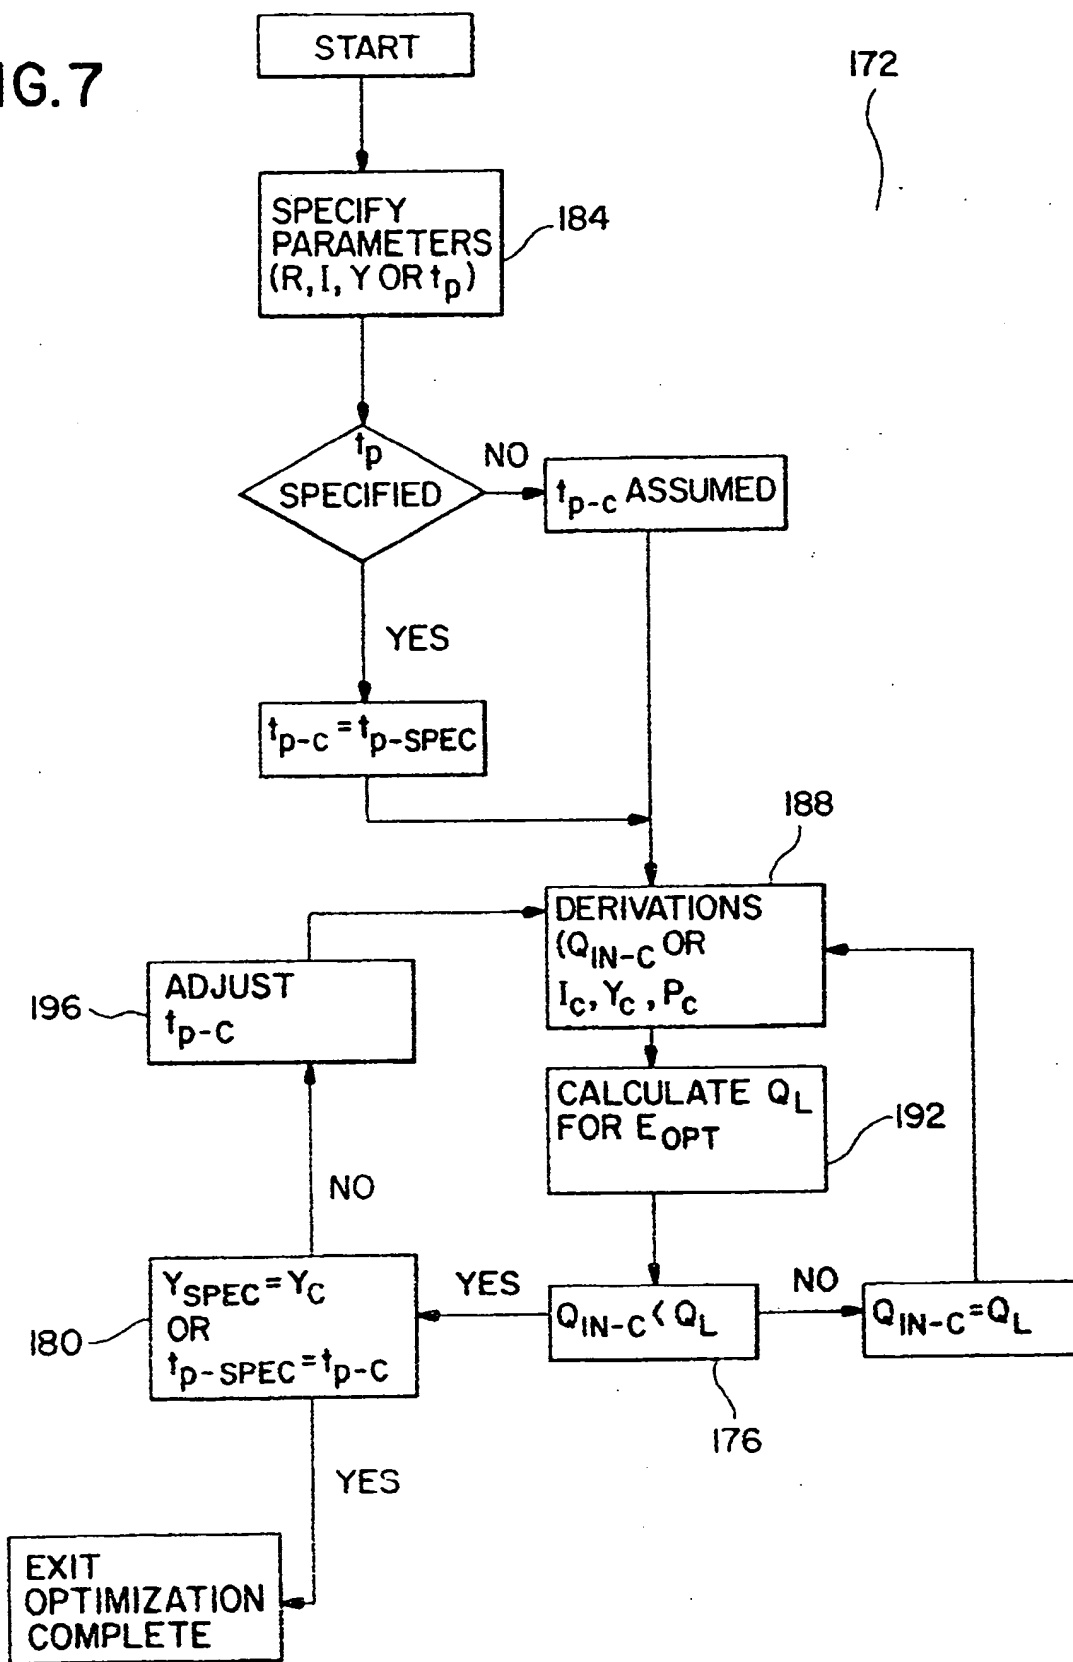 IG. 7
START
172
SPECIFY
PARAMETERS
(R, I, Y OR tp)
184
tp
SPECIFIED
NO
tp-c ASSUMED
YES
tp-c = tp-SPEC
188
DERIVATIONS
(QIN-C OR
Ic, Yc, Pc
ADJUST
tp-C
196
CALCULATE QL
FOR EOPT
192
NO
YSPEC = YC
OR
tp-SPEC = tp-C
180
YES
QIN-C < QL
NO
QIN-C = QL
176
YES
EXIT
OPTIMIZATION
COMPLETE